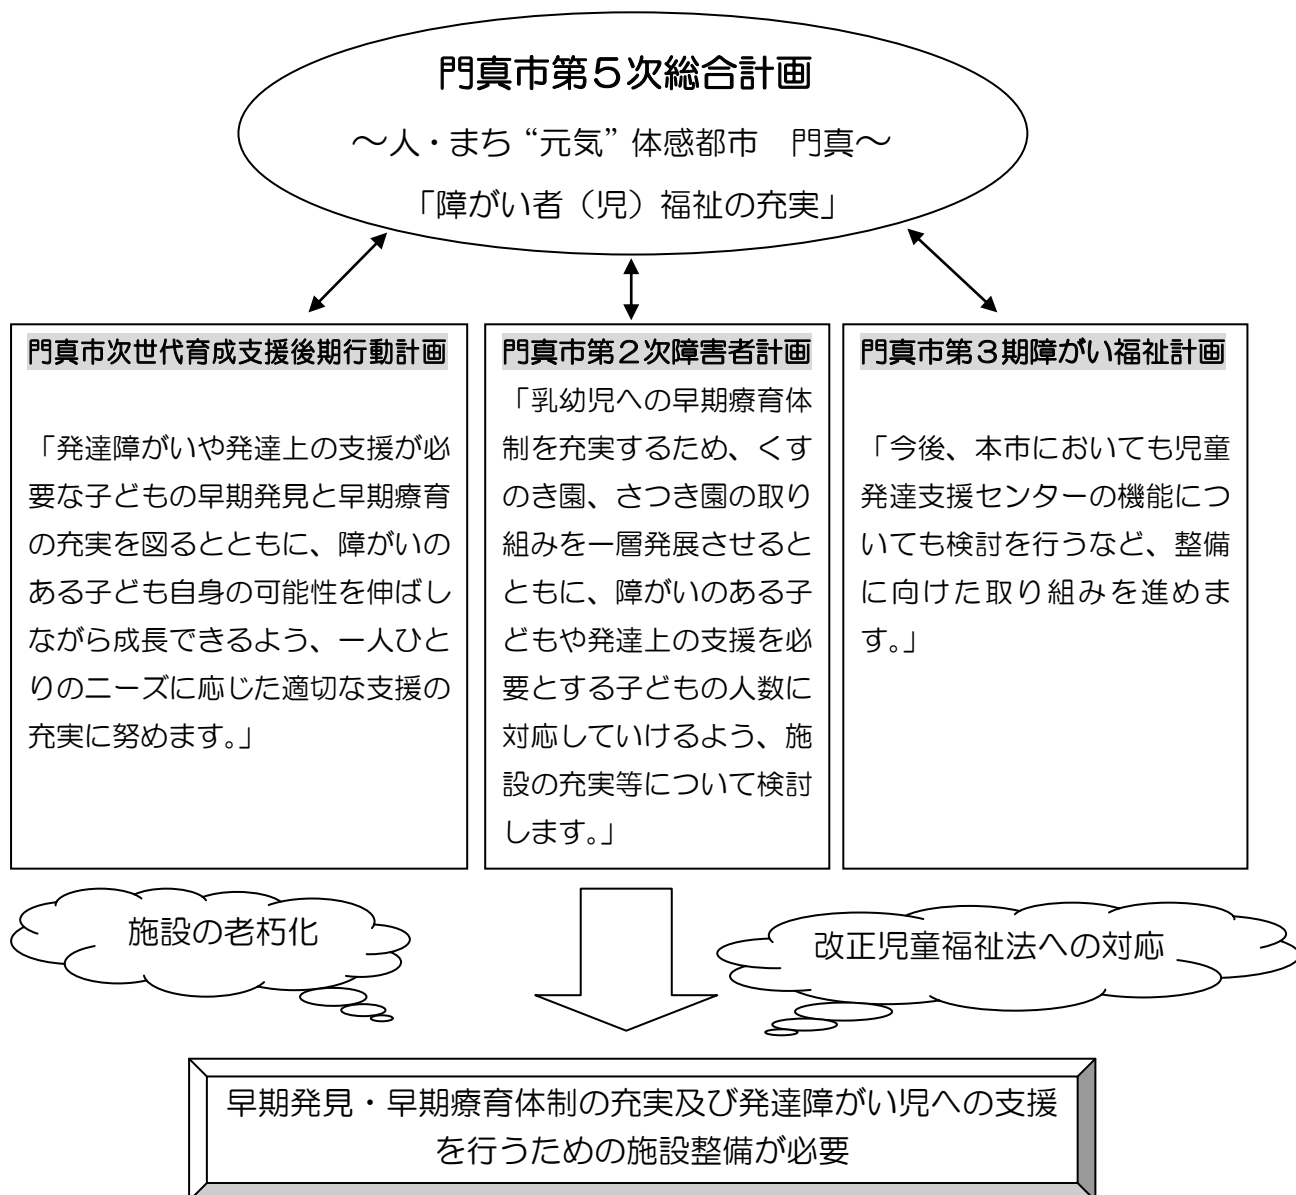 門真市第5次総合計画
～人・まち“元気”体感都市　門真～
「障がい者（児）福祉の充実」
門真市次世代育成支援後期行動計画
「発達障がいや発達上の支援が必
要な子どもの早期発見と早期療育
の充実を図るとともに、障がいの
ある子ども自身の可能性を伸ばし
ながら成長できるよう、一人ひと
りのニーズに応じた適切な支援の
充実に努めます。」
門真市第２次障害者計画
「乳幼児への早期療育体
制を充実するため、くす
のき園、さつき園の取り
組みを一層発展させると
ともに、障がいのある子
どもや発達上の支援を必
要とする子どもの人数に
対応していけるよう、施
設の充実等について検討
します。」
門真市第３期障がい福祉計画
「今後、本市においても児童
発達支援センターの機能につ
いても検討を行うなど、整備
に向けた取り組みを進めま
す。」
施設の老朽化
改正児童福祉法への対応
早期発見・早期療育体制の充実及び発達障がい児への支援
を行うための施設整備が必要